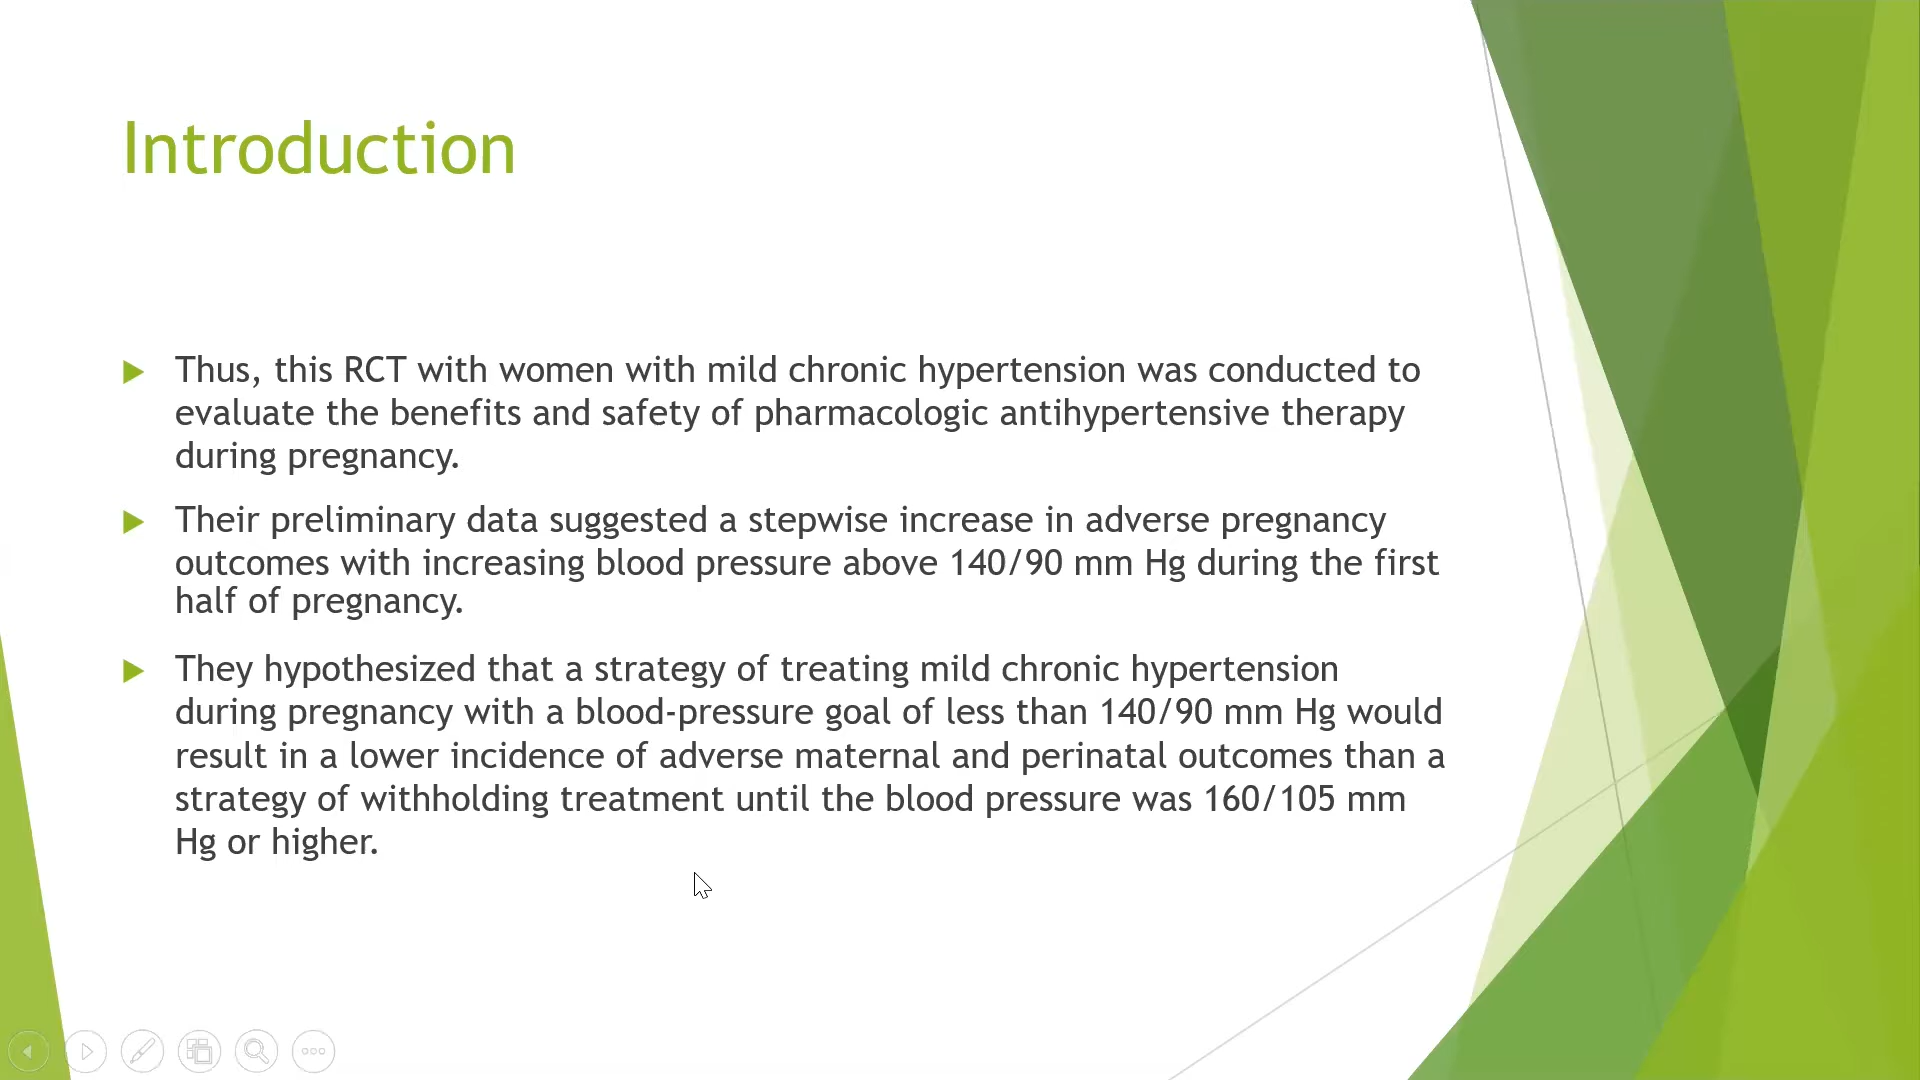 Introduction
Thus, this RCT with women with mild chronic hypertension was conducted to
evaluate the benefits and safety of pharmacologic antihypertensive therapy
during pregnancy.
Their preliminary data suggested a stepwise increase in adverse pregnancy
outcomes with increasing blood pressure above 140/90 mm Hg during the first
half of pregnancy.
They hypothesized that a strategy of treating mild chronic hypertension
during pregnancy with a blood-pressure goal of less than 140/90 mm Hg would
result in a lower incidence of adverse maternal and perinatal outcomes than a
strategy of withholding treatment until the blood pressure was 160/105 mm
Hg or higher.